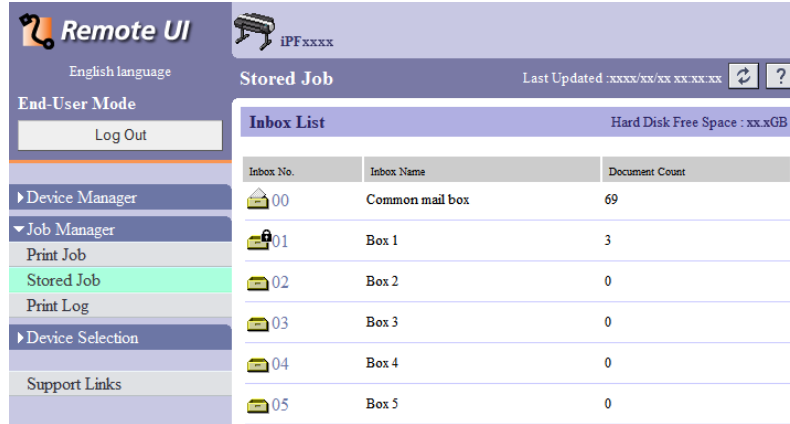 Remote UI
English language
End-User Mode
Log Out
Device Manager
Job Manager
Print Job
Stored Job
Print Log
Device Selection
Support Links
iPFxxxx
Stored Job Last Updated :xxxx/xx/xx xx:xx:xx ?
Inbox List Hard Disk Free Space : xx.xGB
Inbox No. Inbox Name Document Count
00 Common mail box 69
01 Box 1 3
02 Box 2 0
03 Box 3 0
04 Box 4 0
05 Box 5 0